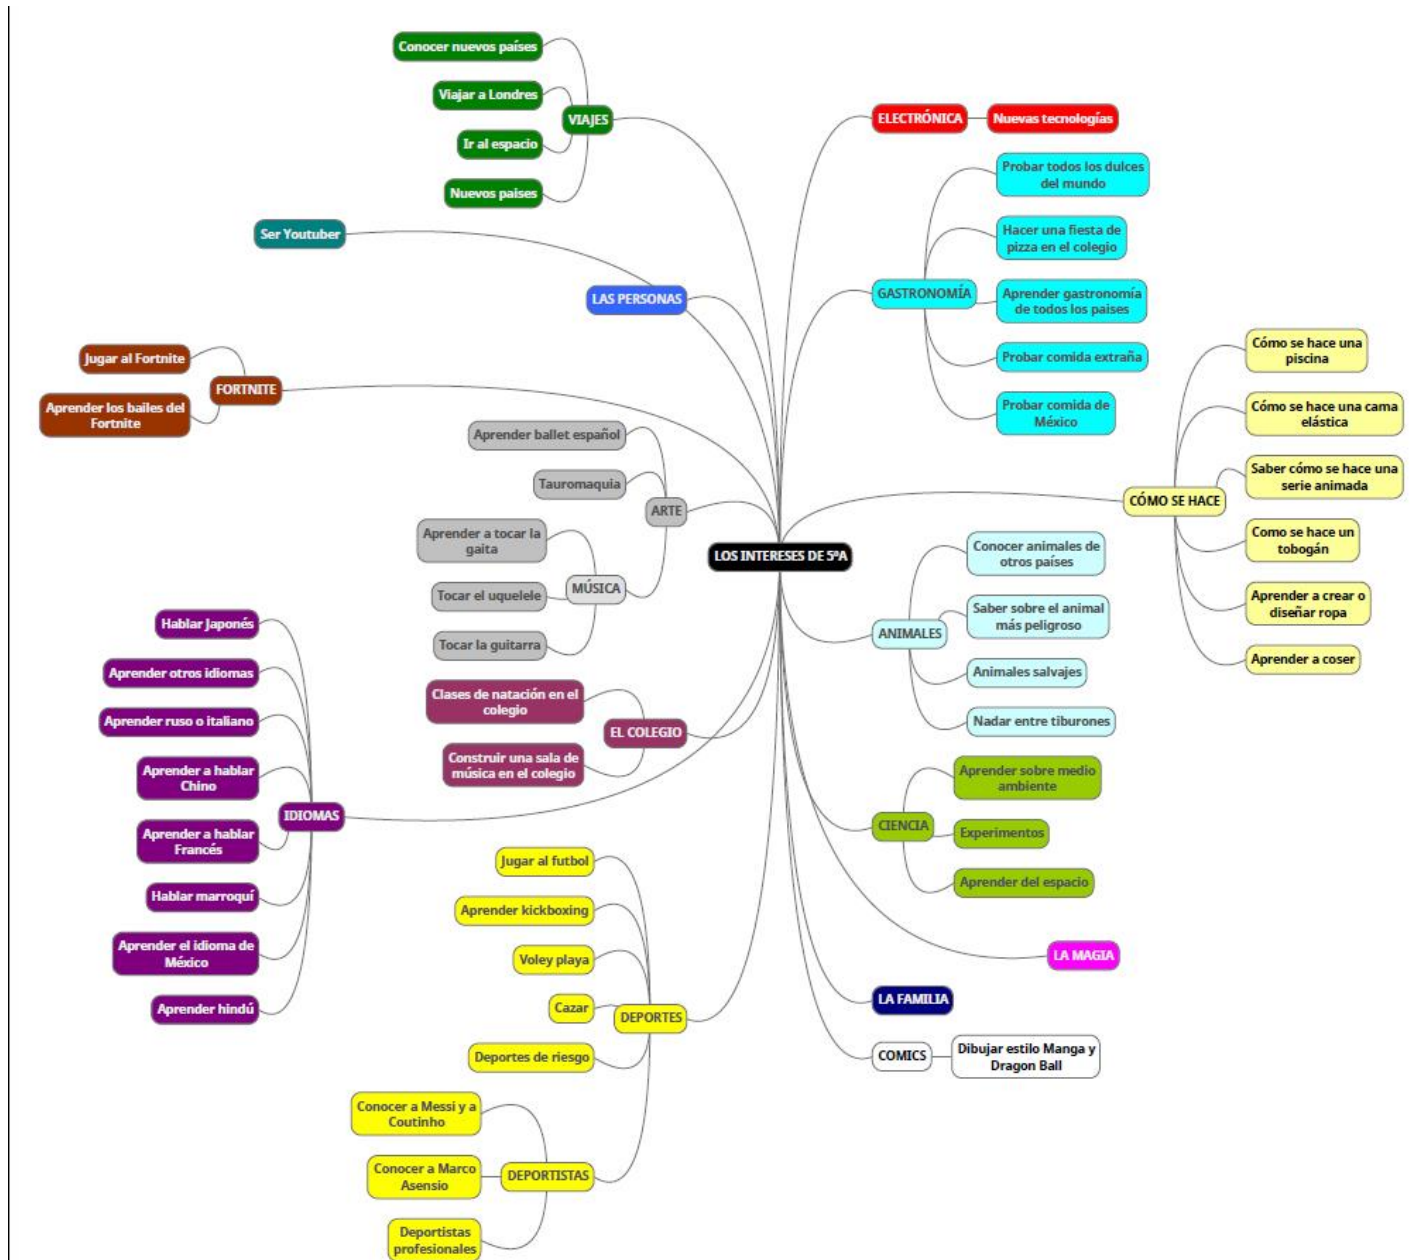 LOS INTERESES DE 5ºA
VIAJES
Conocer nuevos países
Viajar a Londres
Ir al espacio
Nuevos paises
Ser Youtuber
LAS PERSONAS
FORTNITE
Jugar al Fortnite
Aprender los bailes del
Fortnite
ARTE
Aprender ballet español
Tauromaquia
MÚSICA
Aprender a tocar la
gaita
Tocar el uquelele
Tocar la guitarra
EL COLEGIO
Clases de natación en el
colegio
Construir una sala de
música en el colegio
IDIOMAS
Hablar Japonés
Aprender otros idiomas
Aprender ruso o italiano
Aprender a hablar
Chino
Aprender a hablar
Francés
Hablar marroquí
Aprender el idioma de
México
Aprender hindú
DEPORTES
Jugar al futbol
Aprender kickboxing
Voley playa
Cazar
Deportes de riesgo
DEPORTISTAS
Conocer a Messi y a
Coutinho
Conocer a Marco
Asensio
Deportistas
profesionales
ELECTRÓNICA
Nuevas tecnologías
GASTRONOMÍA
Probar todos los dulces
del mundo
Hacer una fiesta de
pizza en el colegio
Aprender gastronomía
de todos los paises
Probar comida extraña
Probar comida de
México
CÓMO SE HACE
Cómo se hace una
piscina
Cómo se hace una cama
elástica
Saber cómo se hace una
serie animada
Como se hace un
tobogán
Aprender a crear o
diseñar ropa
Aprender a coser
ANIMALES
Conocer animales de
otros países
Saber sobre el animal
más peligroso
Animales salvajes
Nadar entre tiburones
CIENCIA
Aprender sobre medio
ambiente
Experimentos
Aprender del espacio
LA MAGIA
LA FAMILIA
COMICS
Dibujar estilo Manga y
Dragon Ball